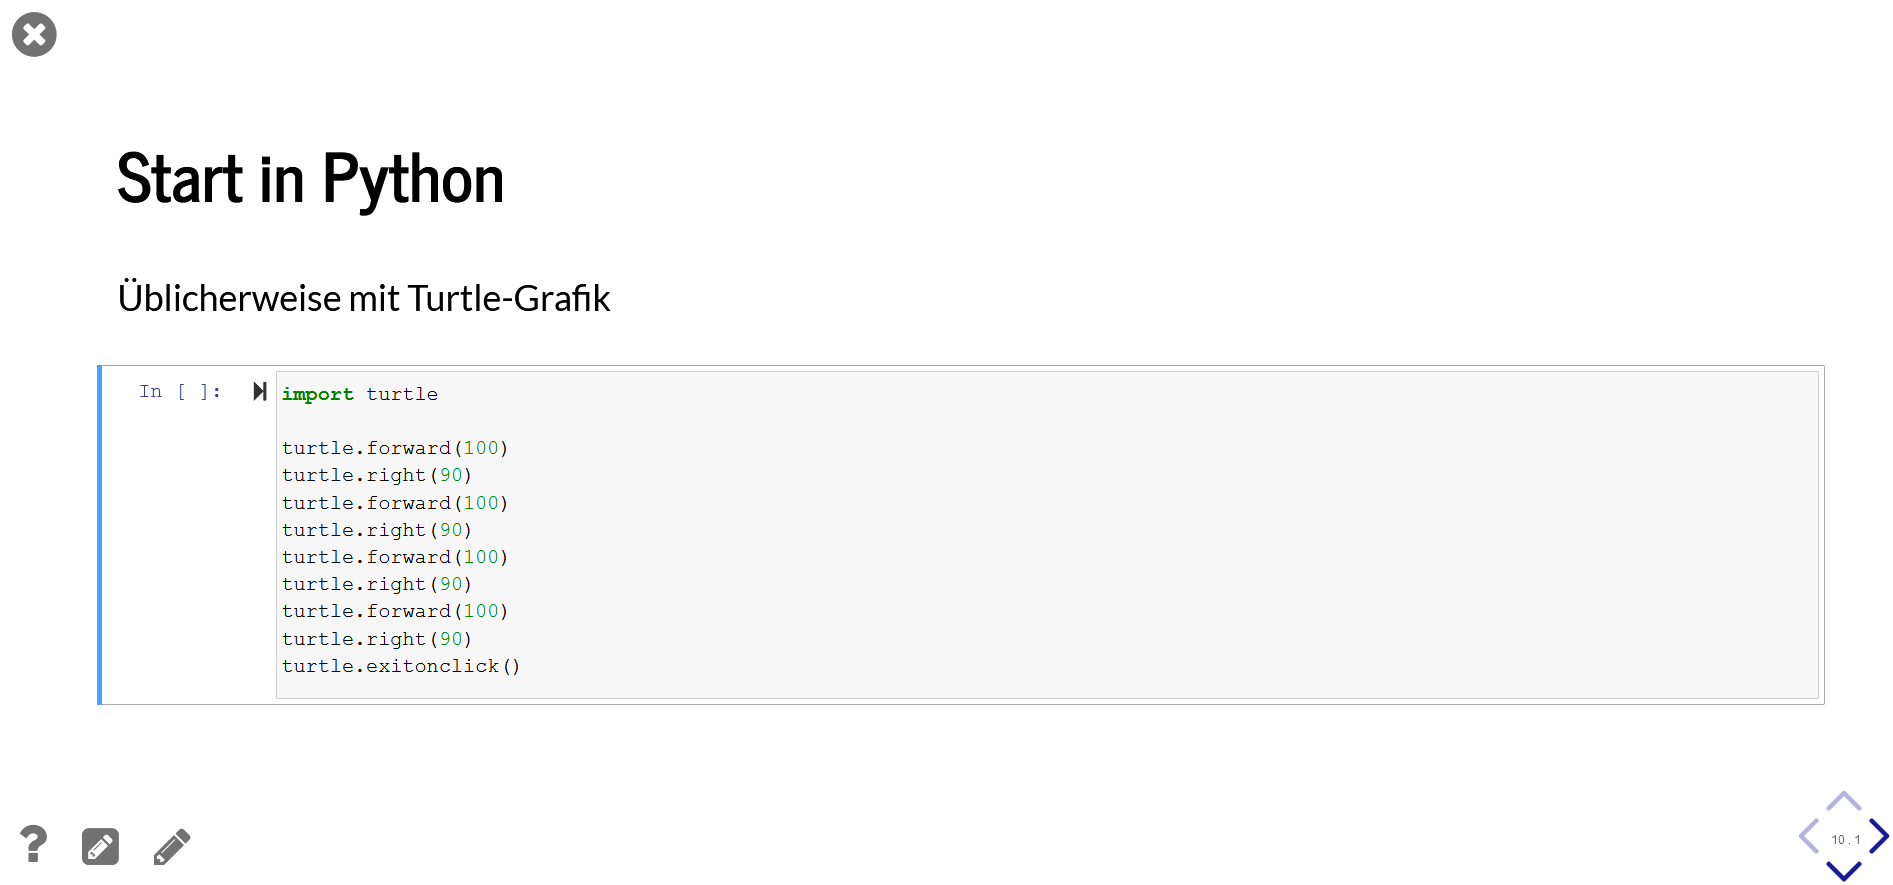 Start in Python
Üblicherweise mit Turtle-Grafik
In [ ]:
import turtle
turtle.forward(100)
turtle.right(90)
turtle.forward(100)
turtle.right(90)
turtle.forward(100)
turtle.right(90)
turtle.forward(100)
turtle.right(90)
turtle.exitonclick()
?
10 . 1